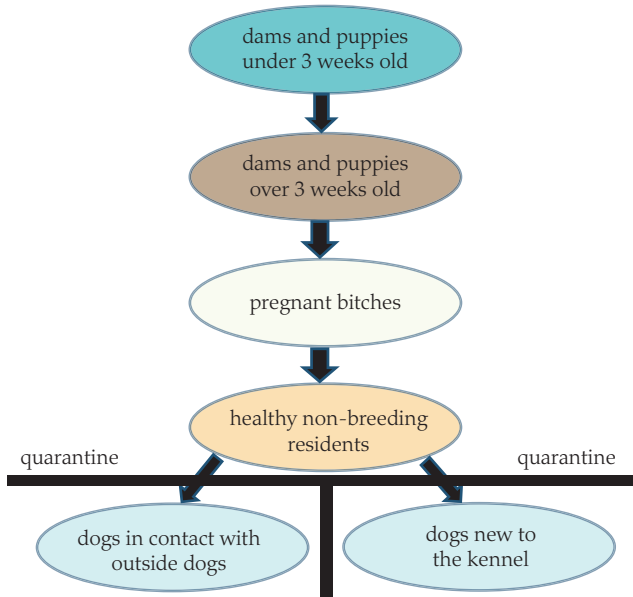 dams and puppies
under 3 weeks old
dams and puppies
over 3 weeks old
pregnant bitches
healthy non-breeding
residents
quarantine
quarantine
dogs in contact with
outside dogs
dogs new to
the kennel